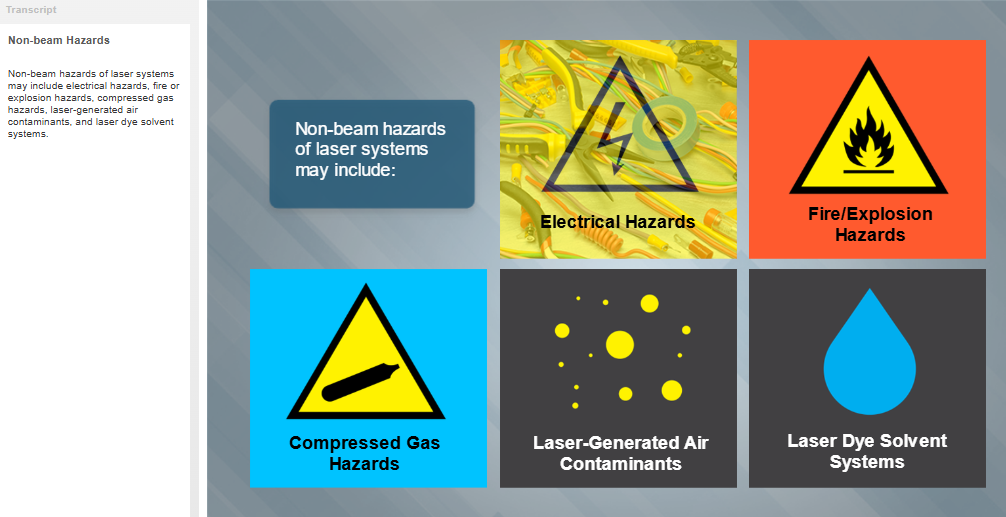 Transcript
Non-beam Hazards
Non-beam hazards of laser systems
may include electrical hazards, fire or
explosion hazards, compressed gas
hazards, laser-generated air
contaminants, and laser dye solvent
systems.
Non-beam hazards
of laser systems
may include:
Electrical Hazards
Fire/Explosion
Hazards
Compressed Gas
Hazards
Laser-Generated Air
Contaminants
Laser Dye Solvent
Systems